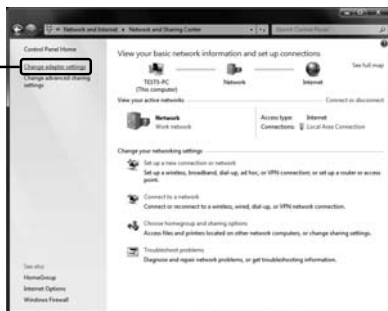 Network and Internet ▸ Network and Sharing Center
Search Control Panel
Control Panel Home
Change adapter settings
Change advanced sharing
settings
See also
HomeGroup
Internet Options
Windows Firewall
View your basic network information and set up connections
See full map
TEST3-PC
(This computer)
Network
Internet
View your active networks
Connect or disconnect
Network
Work network
Access type: Internet
Connections: Local Area Connection
Change your networking settings
Set up a new connection or network
Set up a wireless, broadband, dial-up, ad hoc, or VPN connection; or set up a router or access
point.
Connect to a network
Connect or reconnect to a wireless, wired, dial-up, or VPN network connection.
Choose homegroup and sharing options
Access files and printers located on other network computers, or change sharing settings.
Troubleshoot problems
Diagnose and repair network problems, or get troubleshooting information.